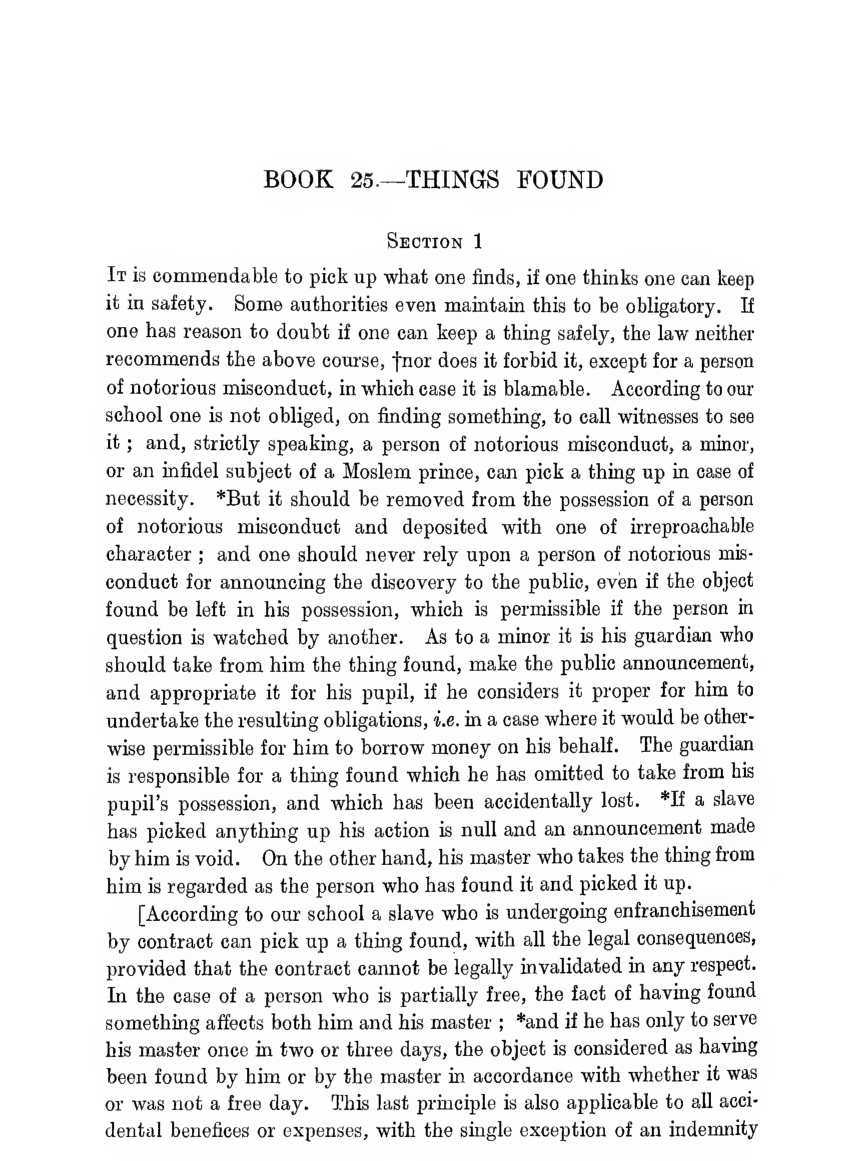 BOOK 25.—THINGS FOUND
SECTION 1
IT is commendable to pick up what one finds, if one thinks one can keep
it in safety. Some authorities even maintain this to be obligatory. If
one has reason to doubt if one can keep a thing safely, the law neither
recommends the above course, †nor does it forbid it, except for a person
of notorious misconduct, in which case it is blamable. According to our
school one is not obliged, on finding something, to call witnesses to see
it ; and, strictly speaking, a person of notorious misconduct, a minor,
or an infidel subject of a Moslem prince, can pick a thing up in case of
necessity. *But it should be removed from the possession of a person
of notorious misconduct and deposited with one of irreproachable
character ; and one should never rely upon a person of notorious mis-
conduct for announcing the discovery to the public, even if the object
found be left in his possession, which is permissible if the person in
question is watched by another. As to a minor it is his guardian who
should take from him the thing found, make the public announcement,
and appropriate it for his pupil, if he considers it proper for him to
undertake the resulting obligations, i.e. in a case where it would be other-
wise permissible for him to borrow money on his behalf. The guardian
is responsible for a thing found which he has omitted to take from his
pupil's possession, and which has been accidentally lost. *If a slave
has picked anything up his action is null and an announcement made
by him is void. On the other hand, his master who takes the thing from
him is regarded as the person who has found it and picked it up.
[According to our school a slave who is undergoing enfranchisement
by contract can pick up a thing found, with all the legal consequences,
provided that the contract cannot be legally invalidated in any respect.
In the case of a person who is partially free, the fact of having found
something affects both him and his master ; *and if he has only to serve
his master once in two or three days, the object is considered as having
been found by him or by the master in accordance with whether it was
or was not a free day. This last principle is also applicable to all acci-
dental benefices or expenses, with the single exception of an indemnity